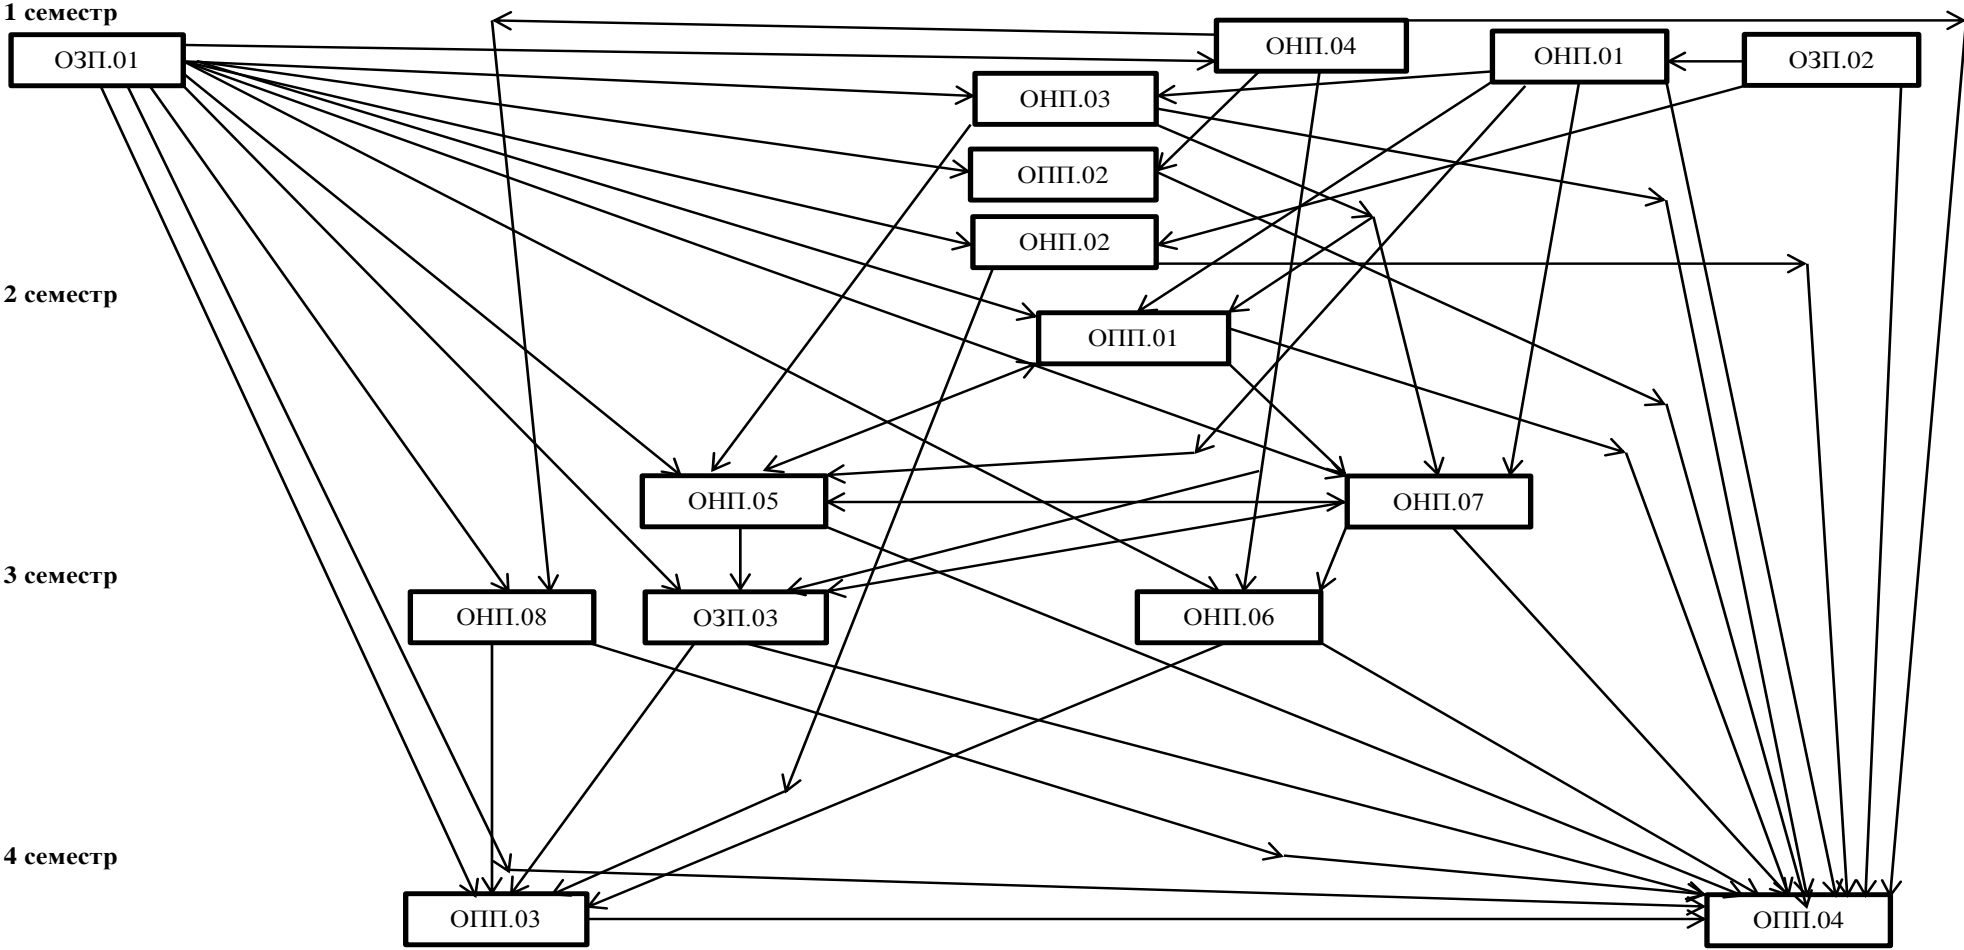 1 семестр
ОЗП.01
ОНП.04
ОНП.01
ОЗП.02
ОНП.03
ОПП.02
ОНП.02
2 семестр
ОПП.01
ОНП.05
ОНП.07
3 семестр
ОНП.08
ОЗП.03
ОНП.06
4 семестр
ОПП.03
ОПП.04